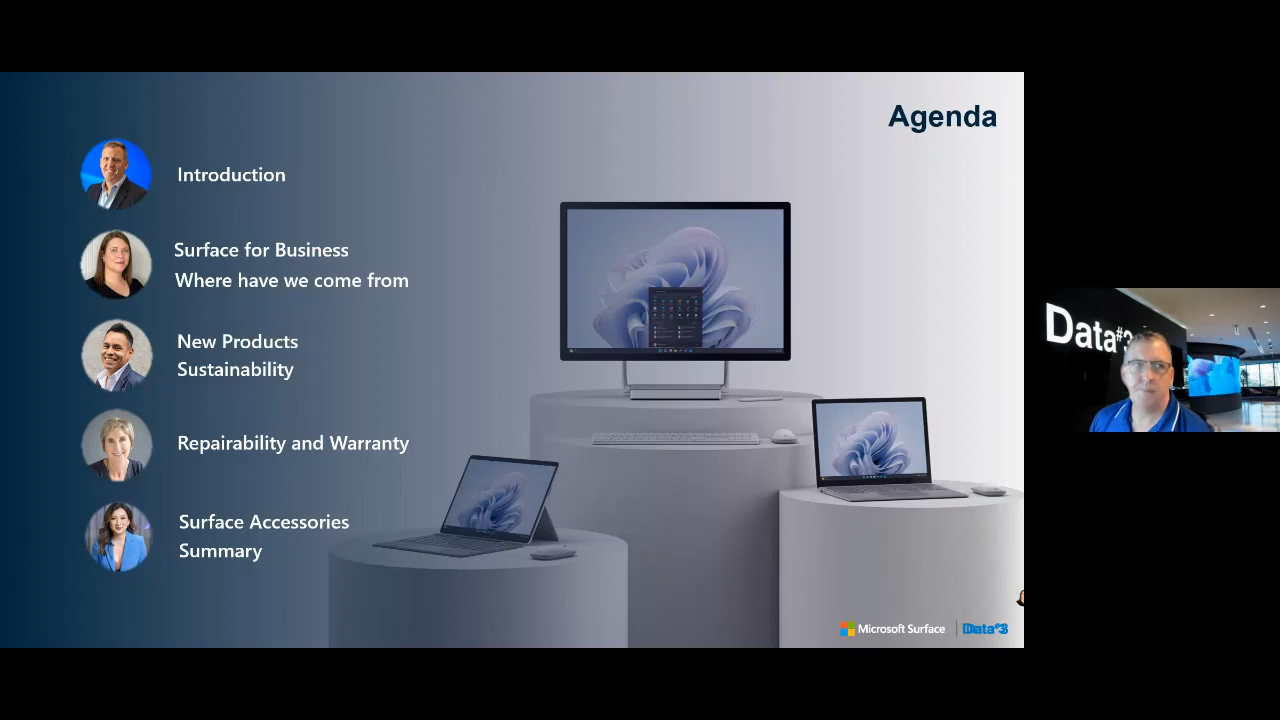 Agenda
Introduction
Surface for Business
Where have we come from
New Products
Sustainability
Repairability and Warranty
Surface Accessories
Summary
Microsoft Surface
Data#3
Data#3